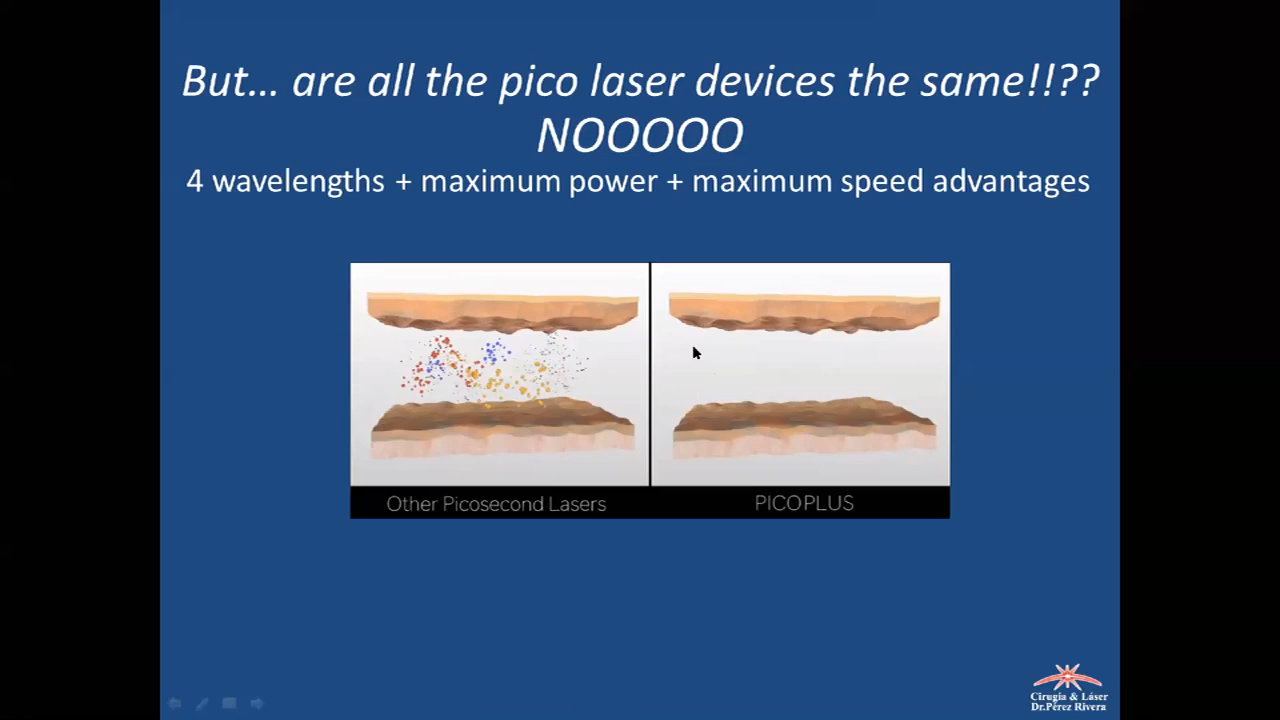 But... are all the pico laser devices the same!!??
NOOOOO
4 wavelengths + maximum power + maximum speed advantages
Other Picosecond Lasers
PICOPLUS
Cirugía & Láser
Dr.Pérez Rivera